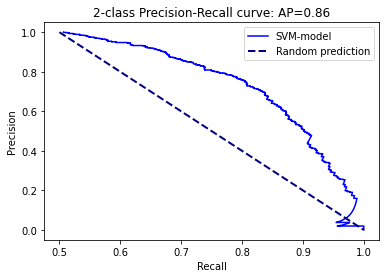 2-class Precision-Recall curve: AP=0.86
SVM-model
Random prediction
Precision
1.0
0.8
0.6
0.4
0.2
0.0
0.5 0.6 0.7 0.8 0.9 1.0
Recall